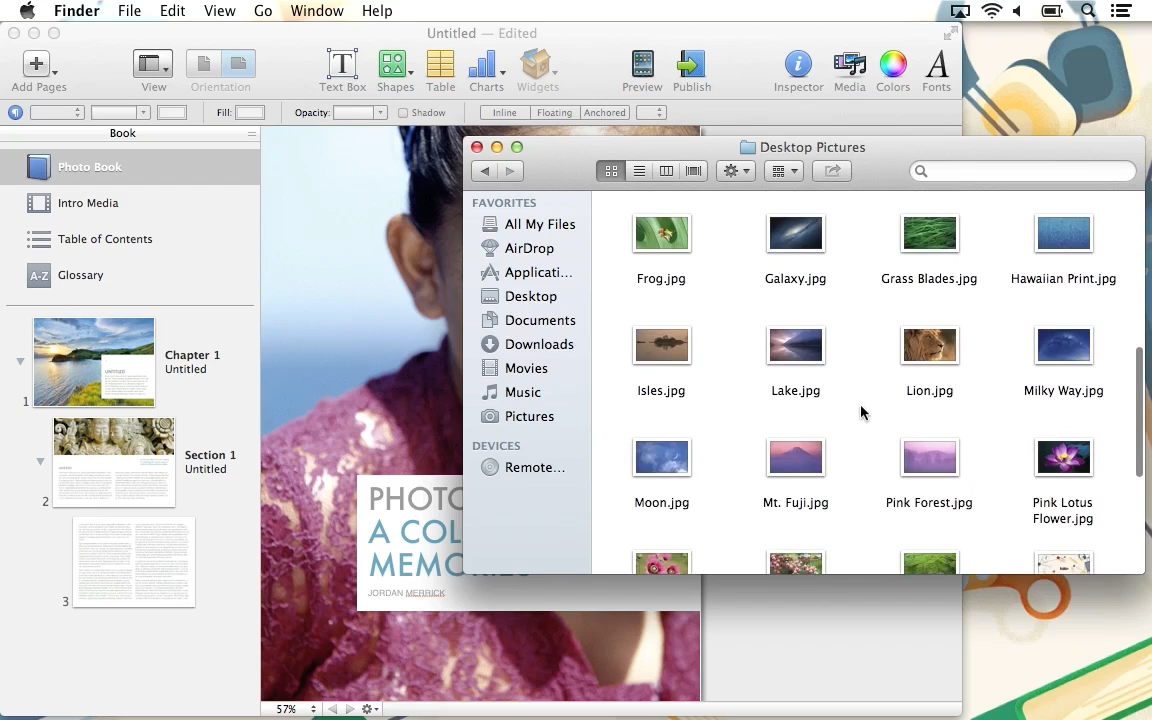 Finder File Edit View Go Window Help
Untitled — Edited
Add Pages View Orientation Text Box Shapes Table Charts Widgets Preview Publish Inspector Media Colors Fonts
Fill: Opacity: Shadow Inline Floating Anchored
Book
Photo Book
Intro Media
Table of Contents
A-Z Glossary
Chapter 1
Untitled
1
Section 1
Untitled
2
3
PHOTO
A COL
MEMORIES
JORDAN MERRICK
57%
Desktop Pictures
FAVORITES
All My Files
AirDrop
Applicati...
Desktop
Documents
Downloads
Movies
Music
Pictures
DEVICES
Remote...
Frog.jpg Galaxy.jpg Grass Blades.jpg Hawaiian Print.jpg
Isles.jpg Lake.jpg Lion.jpg Milky Way.jpg
Moon.jpg Mt. Fuji.jpg Pink Forest.jpg Pink Lotus
Flower.jpg